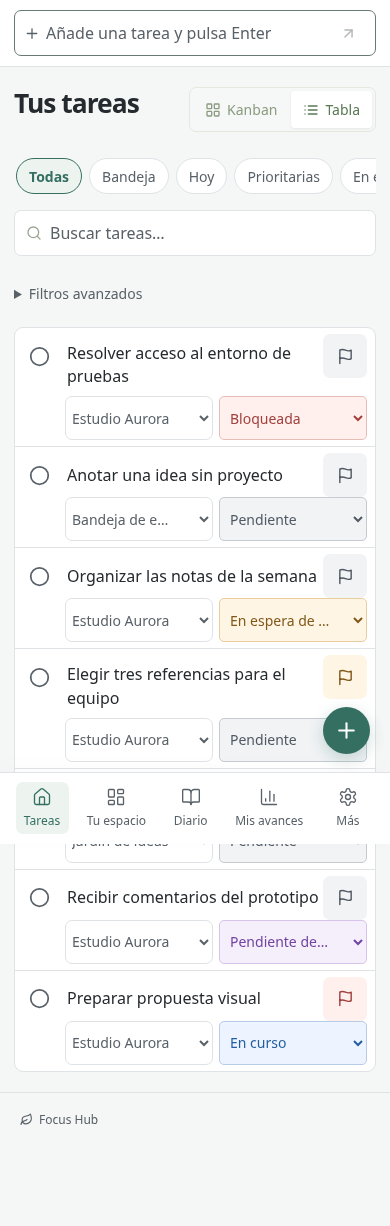 Añade una tarea y pulsa Enter
Tus tareas
Kanban
Tabla
Todas
Bandeja
Hoy
Prioritarias
En e
Buscar tareas...
Filtros avanzados
Resolver acceso al entorno de
pruebas
Estudio Aurora
Bloqueada
Anotar una idea sin proyecto
Bandeja de e...
Pendiente
Organizar las notas de la semana
Estudio Aurora
En espera de ...
Elegir tres referencias para el
equipo
Estudio Aurora
Pendiente
Tareas
Tu espacio
Diario
Mis avances
Más
Recibir comentarios del prototipo
Estudio Aurora
Pendiente de...
Preparar propuesta visual
Estudio Aurora
En curso
Focus Hub